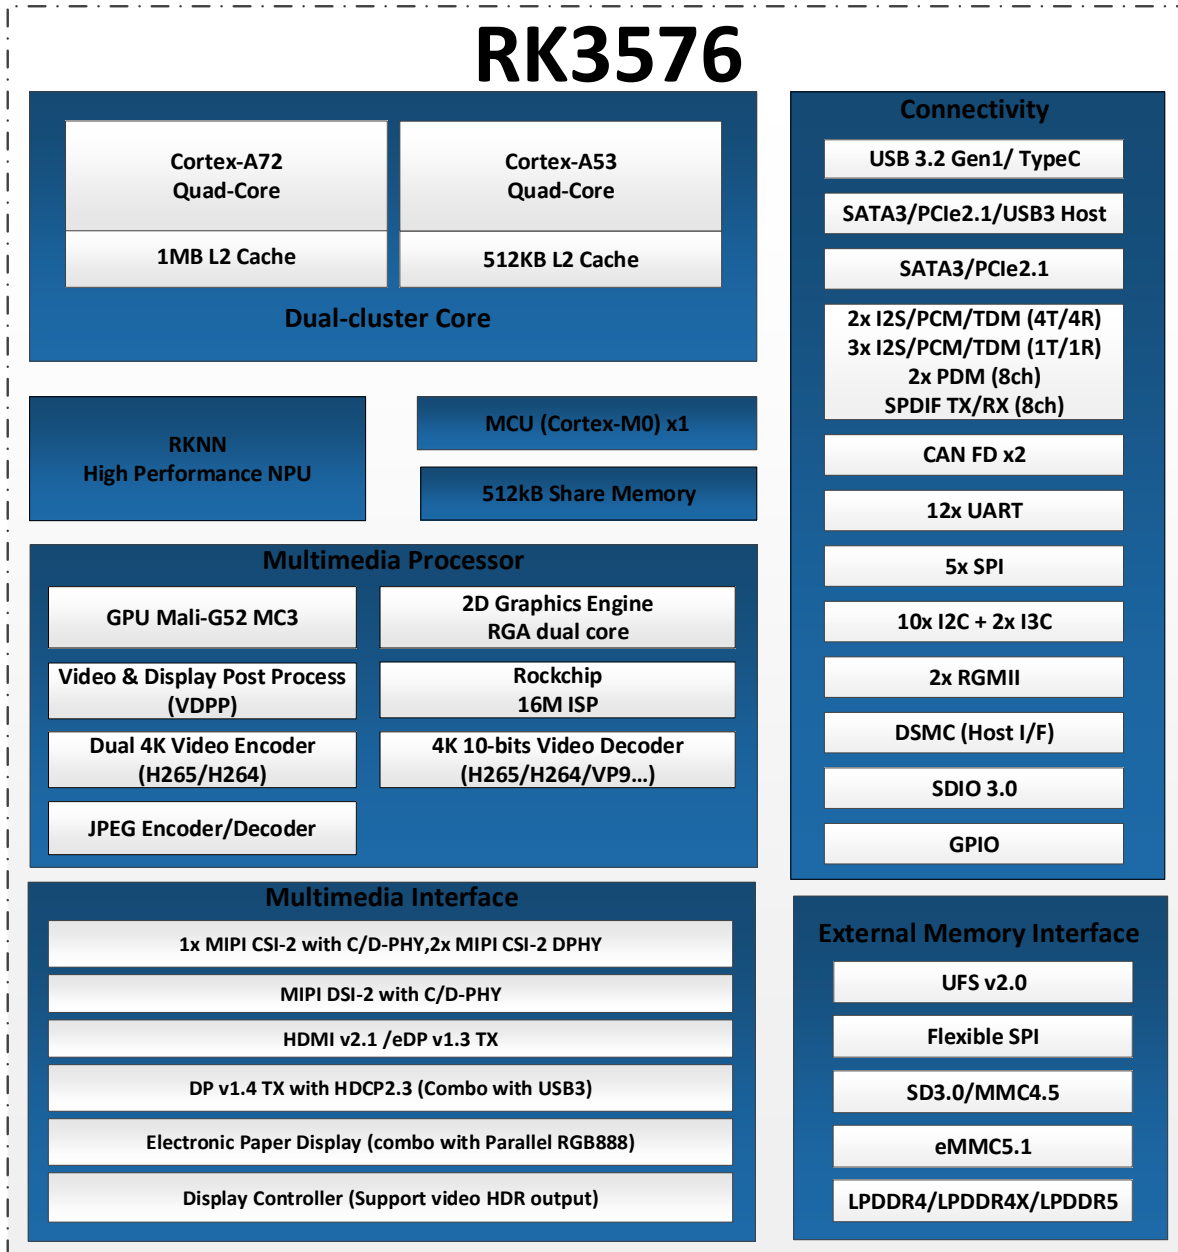 RK3576
Cortex-A72
Quad-Core
1MB L2 Cache
Cortex-A53
Quad-Core
512KB L2 Cache
Dual-cluster Core
RKNN
High Performance NPU
MCU (Cortex-M0) x1
512kB Share Memory
Multimedia Processor
GPU Mali-G52 MC3
2D Graphics Engine
RGA dual core
Video & Display Post Process
(VDPP)
Rockchip
16M ISP
Dual 4K Video Encoder
(H265/H264)
4K 10-bits Video Decoder
(H265/H264/VP9...)
JPEG Encoder/Decoder
Multimedia Interface
1x MIPI CSI-2 with C/D-PHY,2x MIPI CSI-2 DPHY
MIPI DSI-2 with C/D-PHY
HDMI v2.1 /eDP v1.3 TX
DP v1.4 TX with HDCP2.3 (Combo with USB3)
Electronic Paper Display (combo with Parallel RGB888)
Display Controller (Support video HDR output)
Connectivity
USB 3.2 Gen1/ TypeC
SATA3/PCIe2.1/USB3 Host
SATA3/PCIe2.1
2x I2S/PCM/TDM (4T/4R)
3x I2S/PCM/TDM (1T/1R)
2x PDM (8ch)
SPDIF TX/RX (8ch)
CAN FD x2
12x UART
5x SPI
10x I2C + 2x I3C
2x RGMII
DSMC (Host I/F)
SDIO 3.0
GPIO
External Memory Interface
UFS v2.0
Flexible SPI
SD3.0/MMC4.5
eMMC5.1
LPDDR4/LPDDR4X/LPDDR5